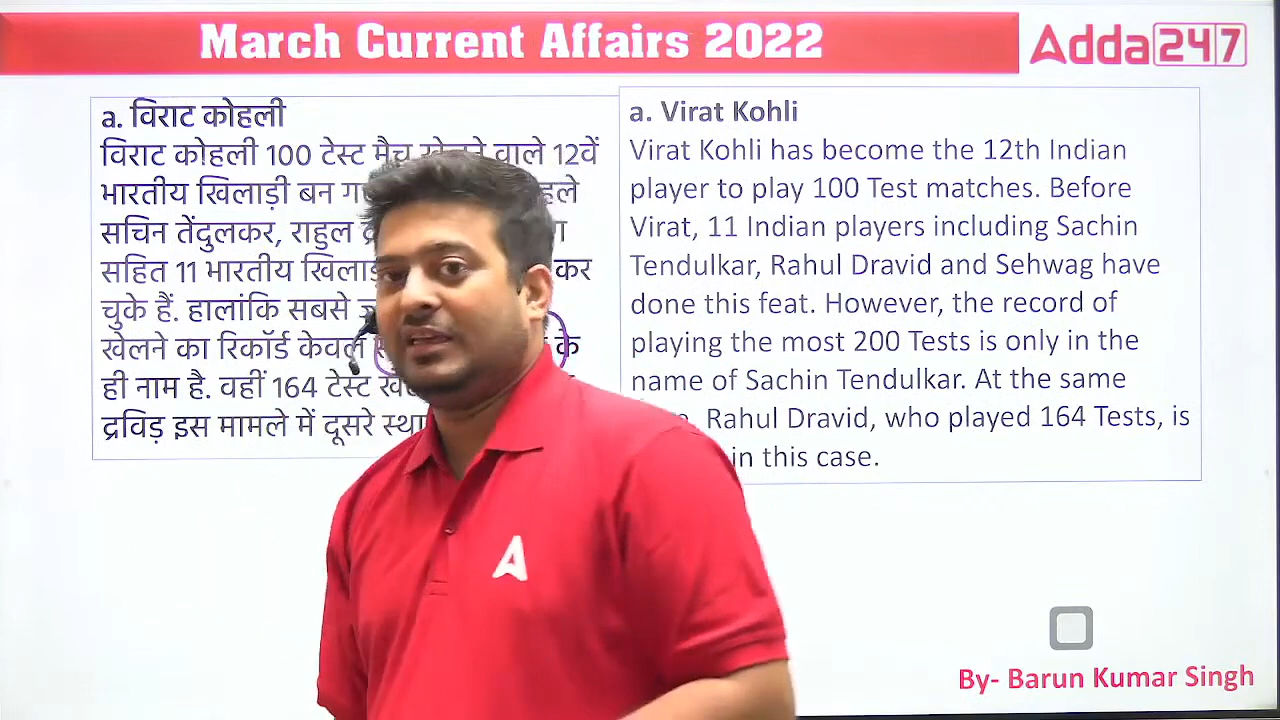 March Current Affairs 2022
Adda247
a. विराट कोहली
विराट कोहली 100 टेस्ट मैच खेलने वाले 12वें
भारतीय खिलाड़ी बन
सचिन तेंदुलकर, राहुल
सहित 11 भारतीय कर
चुके हैं. हालांकि सबसे
खेलने का रिकॉर्ड केवल के
ही नाम है. वहीं 164 टेस्ट
द्रविड़ इस मामले में दूसरे
a. Virat Kohli
Virat Kohli has become the 12th Indian
player to play 100 Test matches. Before
Virat, 11 Indian players including Sachin
Tendulkar, Rahul Dravid and Sehwag have
done this feat. However, the record of
playing the most 200 Tests is only in the
name of Sachin Tendulkar. At the same
Rahul Dravid, who played 164 Tests, is
in this case.
A
By- Barun Kumar Singh